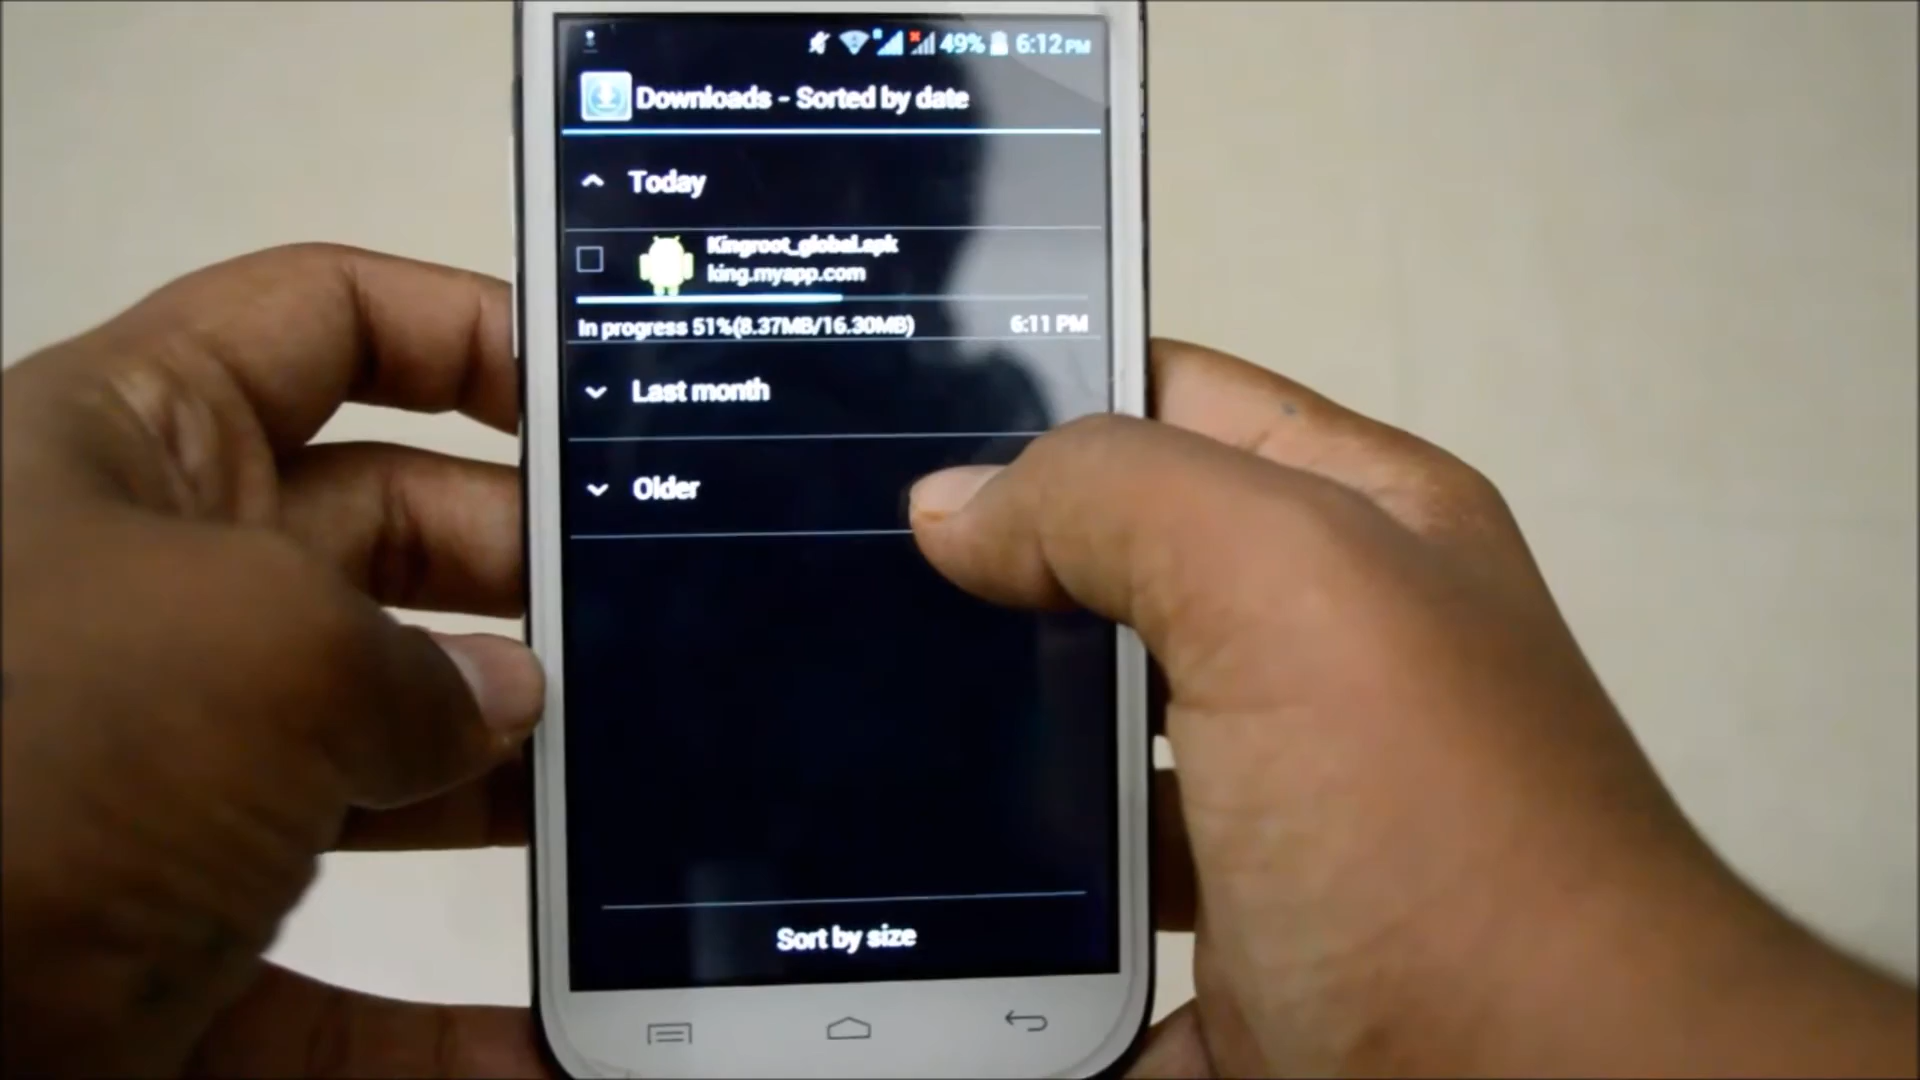 49% 6:12 PM
Downloads - Sorted by date
Today
Kingroot_global.apk
king.myapp.com
In progress 51%(8.37MB/16.30MB) 6:11 PM
Last month
Older
Sort by size